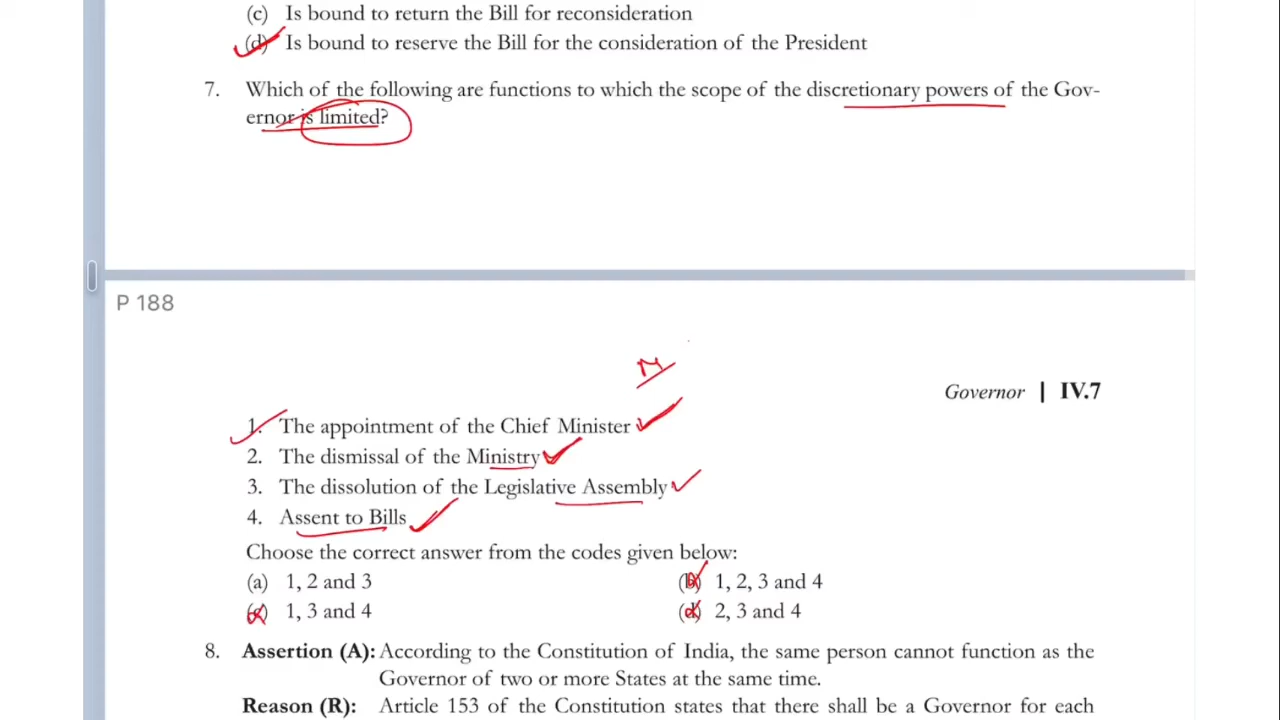 (c) Is bound to return the Bill for reconsideration
(d) Is bound to reserve the Bill for the consideration of the President
7. Which of the following are functions to which the scope of the discretionary powers of the Gov-
ernor is limited?
P 188
Governor | IV.7
1. The appointment of the Chief Minister
2. The dismissal of the Ministry
3. The dissolution of the Legislative Assembly
4. Assent to Bills
Choose the correct answer from the codes given below:
(a) 1, 2 and 3 (b) 1, 2, 3 and 4
(c) 1, 3 and 4 (d) 2, 3 and 4
8. Assertion (A): According to the Constitution of India, the same person cannot function as the
Governor of two or more States at the same time.
Reason (R): Article 153 of the Constitution states that there shall be a Governor for each